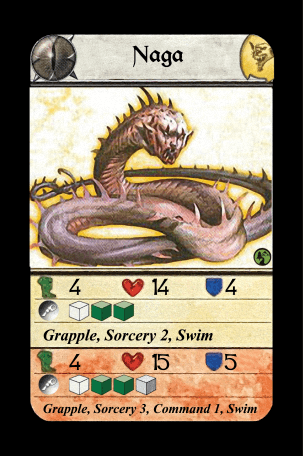 Naga
4 14 4
Grapple, Sorcery 2, Swim
4 15 5
Grapple, Sorcery 3, Command 1, Swim